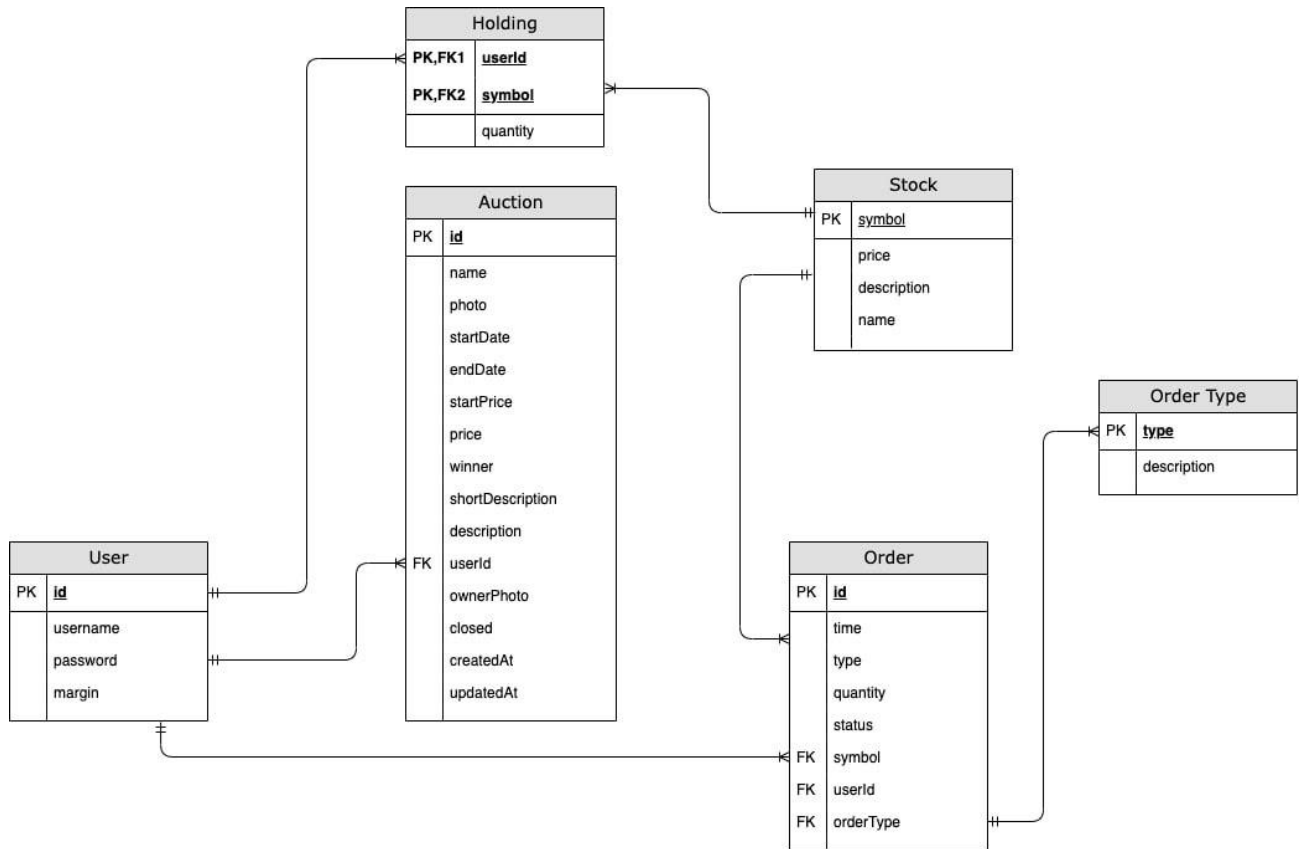 Holding
PK,FK1 userId
PK,FK2 symbol
quantity
Auction
PK id
name
photo
startDate
endDate
startPrice
price
winner
shortDescription
description
FK userId
ownerPhoto
closed
createdAt
updatedAt
Stock
PK symbol
price
description
name
Order Type
PK type
description
User
PK id
username
password
margin
Order
PK id
time
type
quantity
status
FK symbol
FK userId
FK orderType